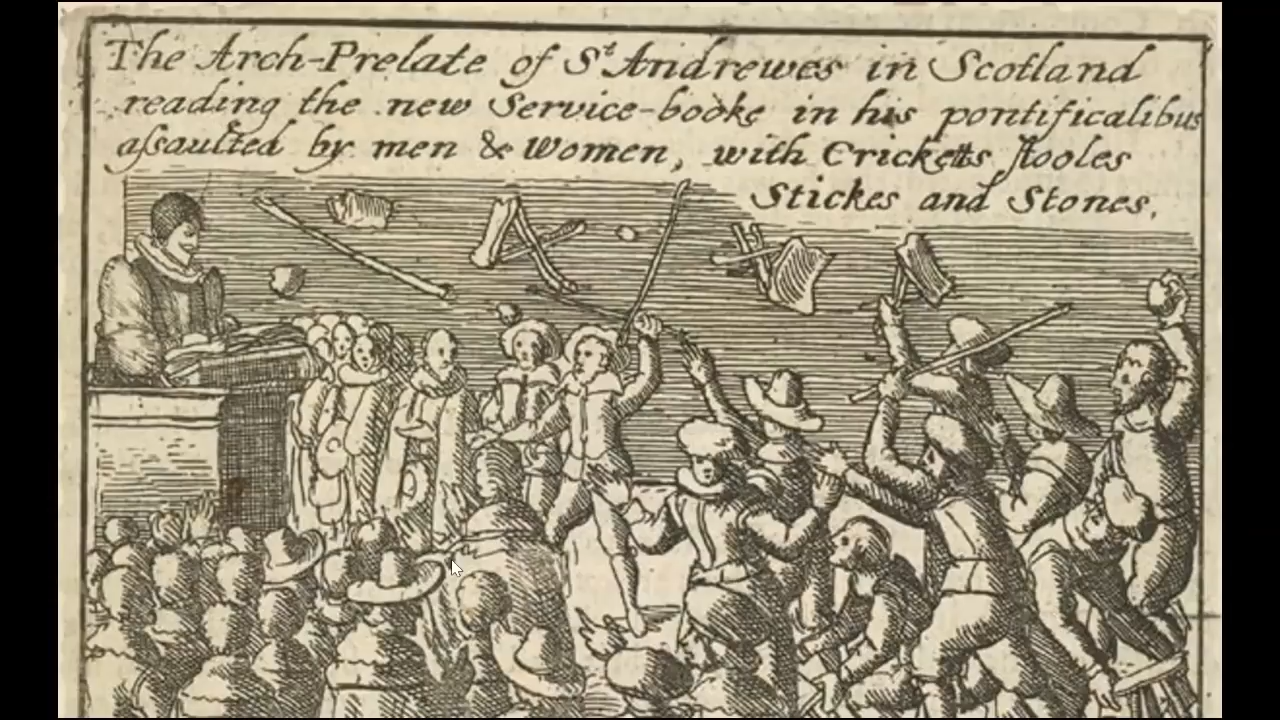 The Arch-Prelate of St Andrewes in Scotland
reading the new Service-booke in his pontificalibus
aſsaulted by men & Women, with Cricketts ſtooles
Stickes and Stones.